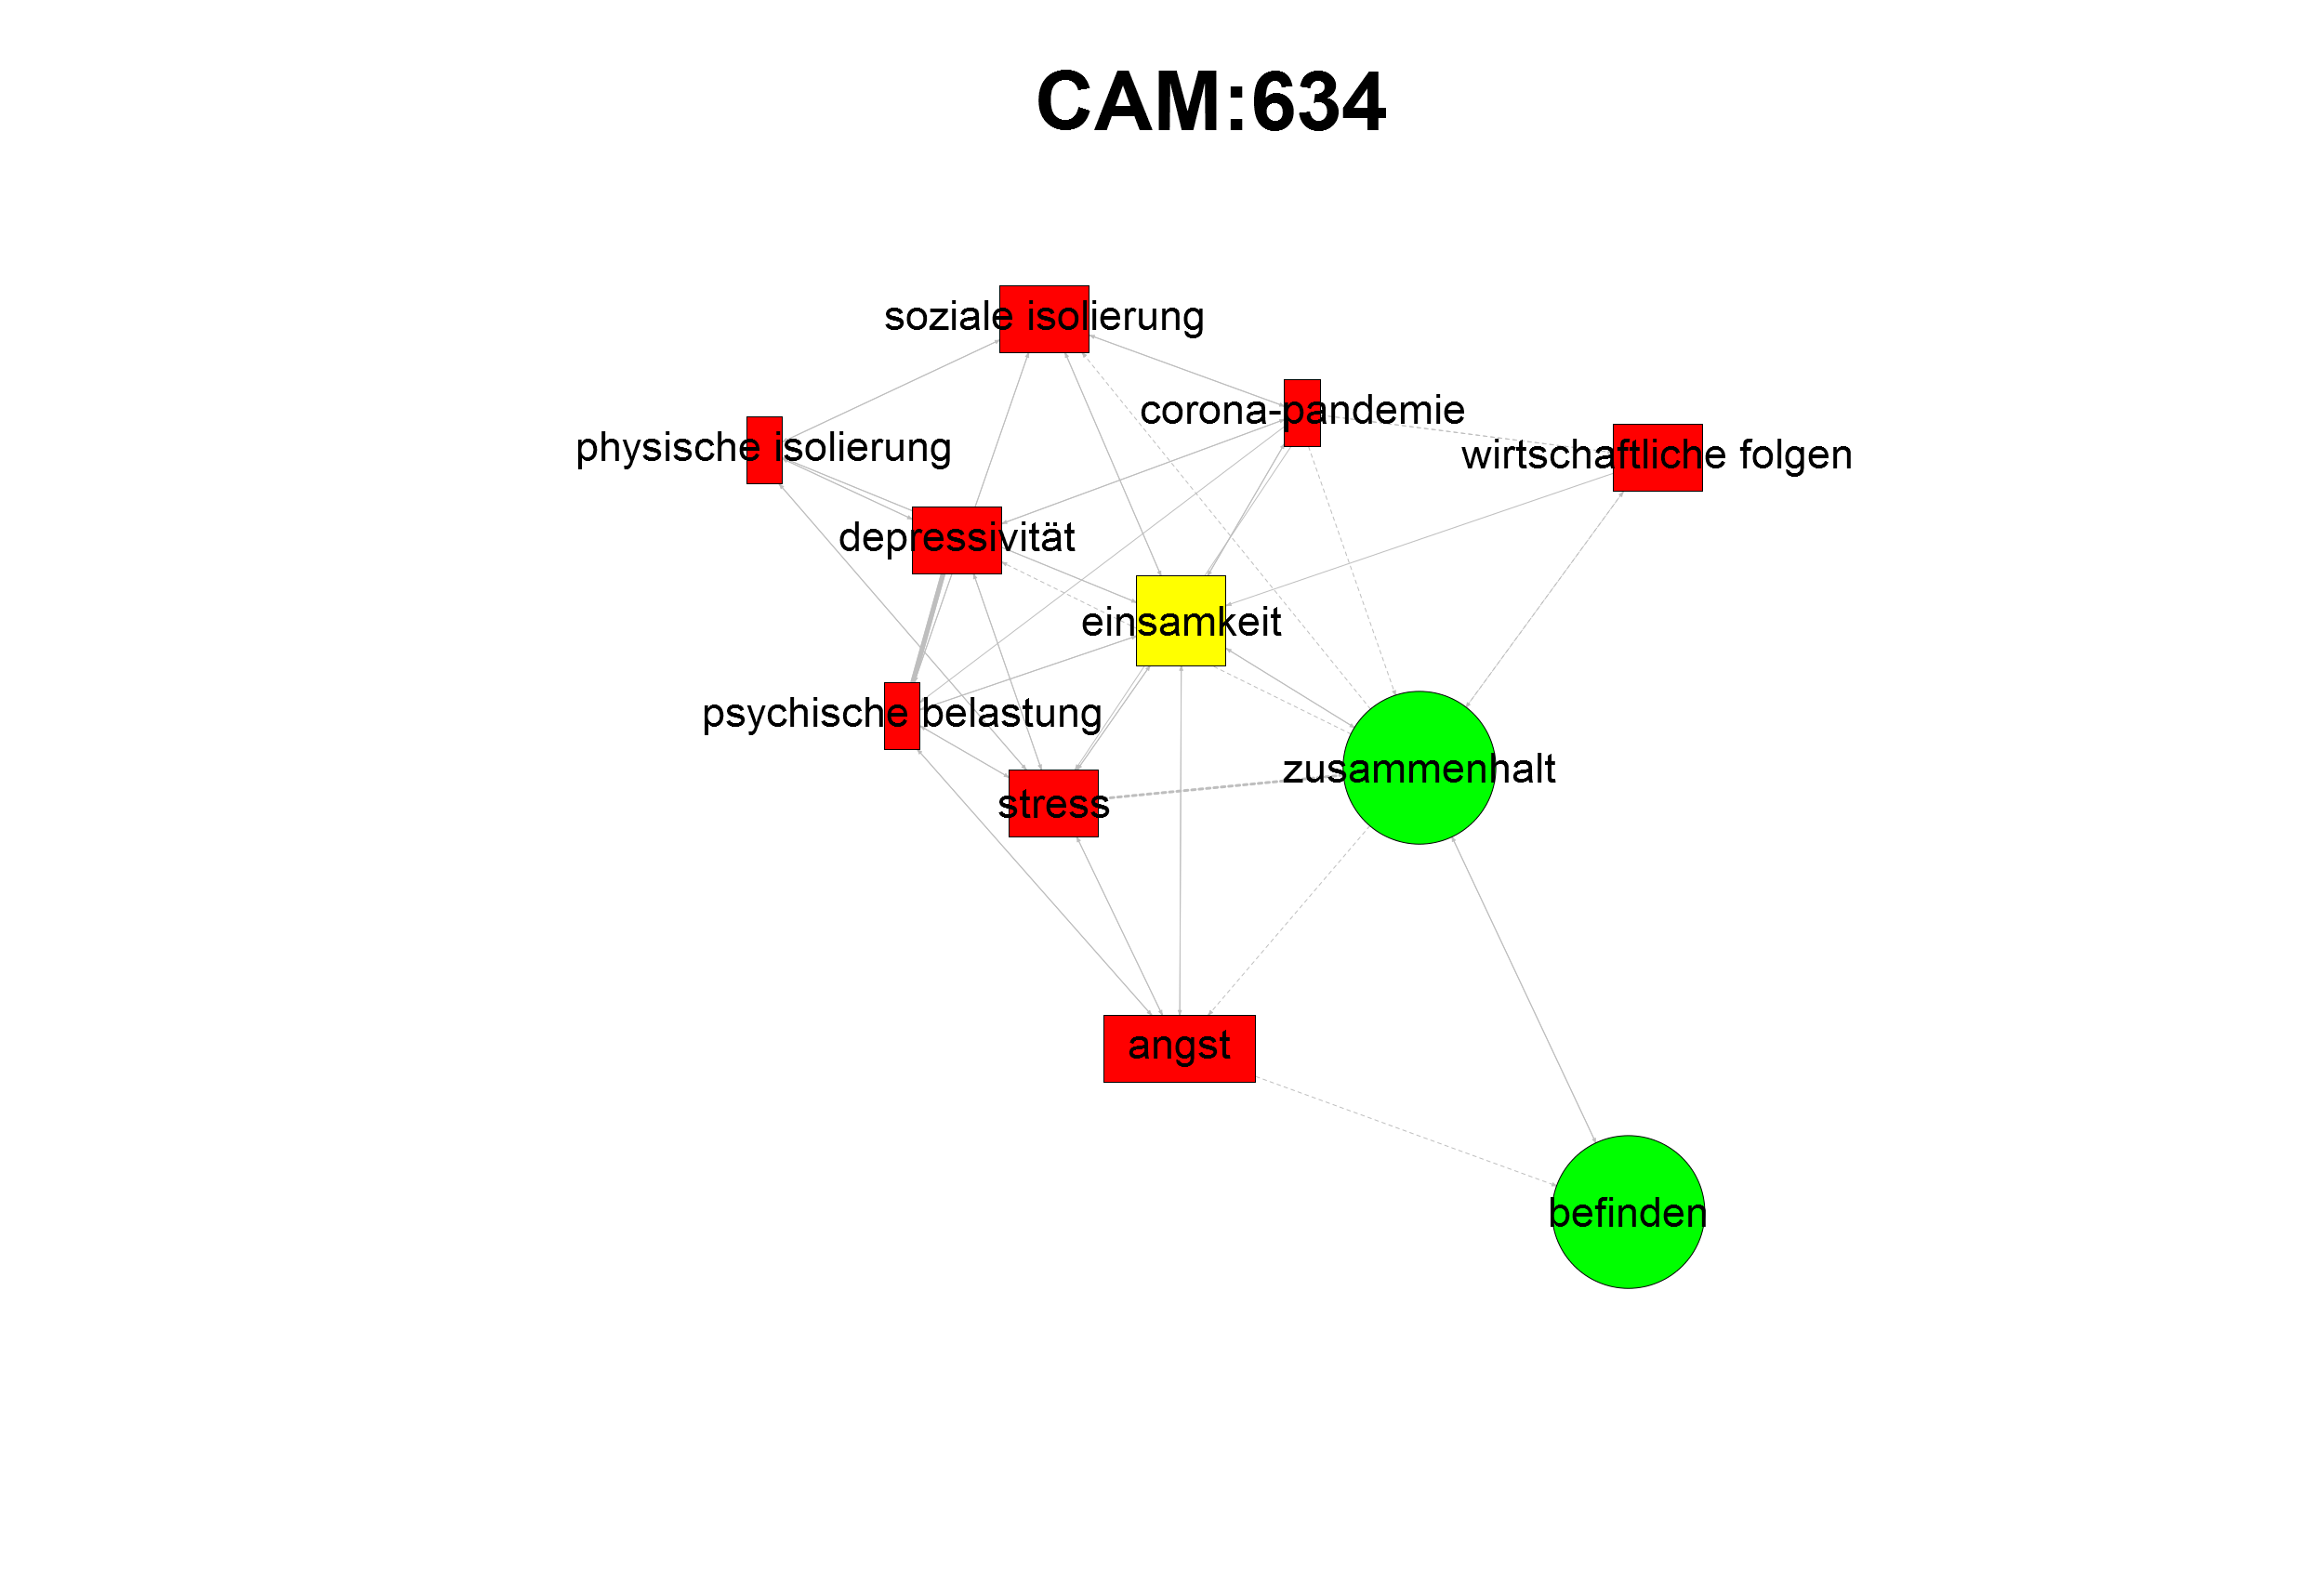 CAM:634
soziale isolierung
corona-pandemie
physische isolierung
wirtschaftliche folgen
depressivität
einsamkeit
psychische belastung
zusammenhalt
stress
angst
befinden